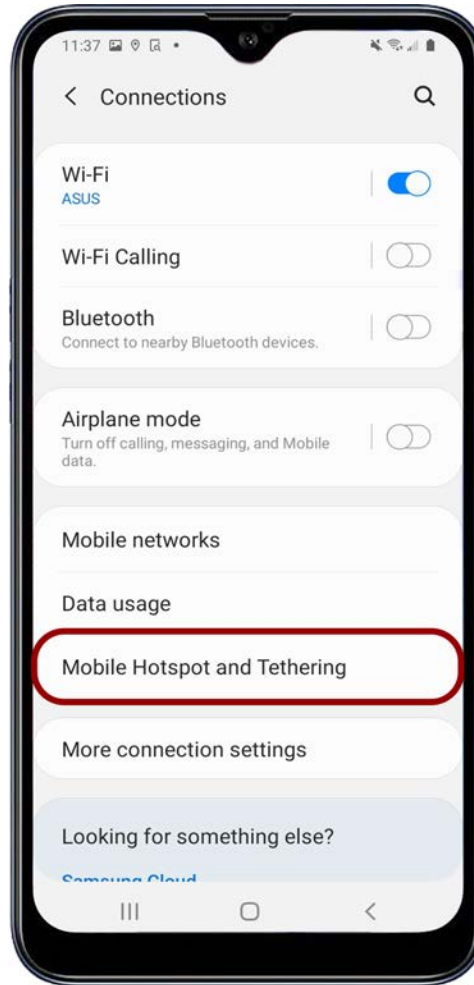 11:37
Connections
Wi-Fi
ASUS
Wi-Fi Calling
Bluetooth
Connect to nearby Bluetooth devices.
Airplane mode
Turn off calling, messaging, and Mobile
data.
Mobile networks
Data usage
Mobile Hotspot and Tethering
More connection settings
Looking for something else?
Samsung Cloud